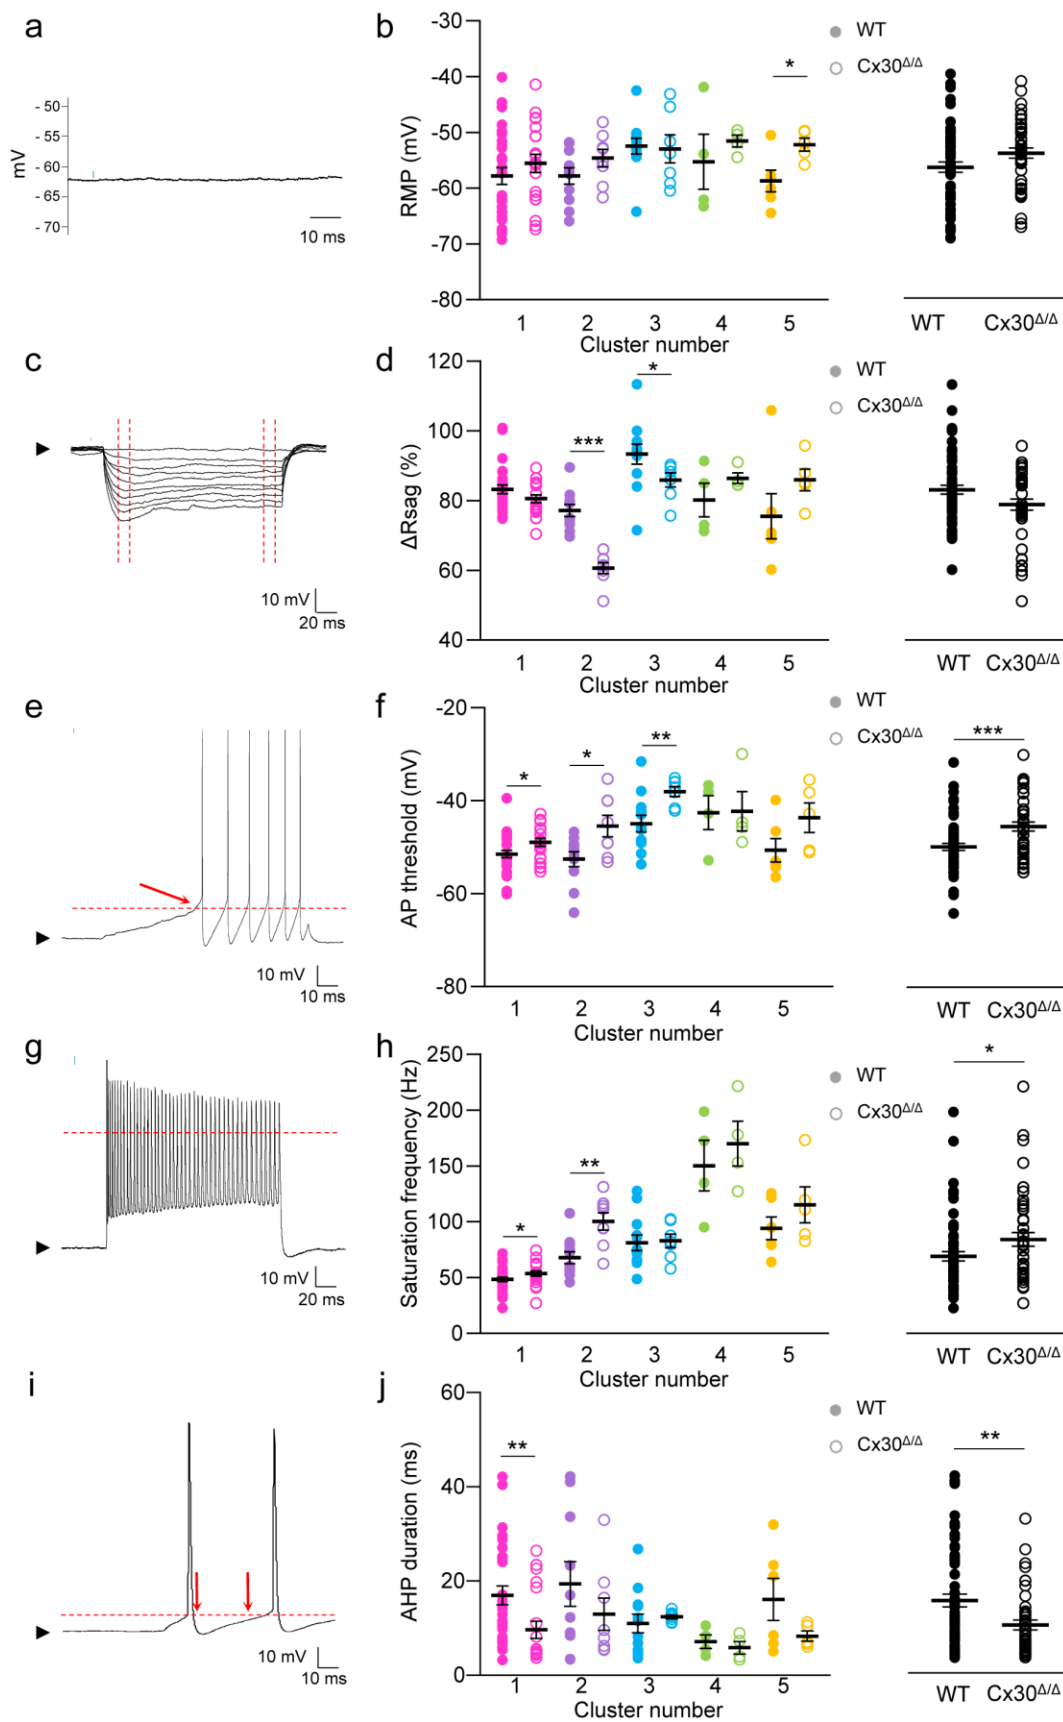 a
mV
- 50
- 55
- 60
- 65
- 70
10 ms
b
RMP (mV)
-30
-40
-50
-60
-70
-80
*
1 2 3 4 5
Cluster number
WT
Cx30Δ/Δ
WT Cx30Δ/Δ
c
10 mV
20 ms
d
ΔRsag (%)
120
100
80
60
40
***
*
1 2 3 4 5
Cluster number
WT
Cx30Δ/Δ
WT Cx30Δ/Δ
e
10 mV
10 ms
f
AP threshold (mV)
-20
-40
-60
-80
* * **
1 2 3 4 5
Cluster number
WT
Cx30Δ/Δ
***
WT Cx30Δ/Δ
g
10 mV
20 ms
h
Saturation frequency (Hz)
250
200
150
100
50
0
* **
1 2 3 4 5
Cluster number
WT
Cx30Δ/Δ
*
WT Cx30Δ/Δ
i
10 mV
10 ms
j
AHP duration (ms)
60
40
20
0
**
1 2 3 4 5
Cluster number
WT
Cx30Δ/Δ
**
WT Cx30Δ/Δ